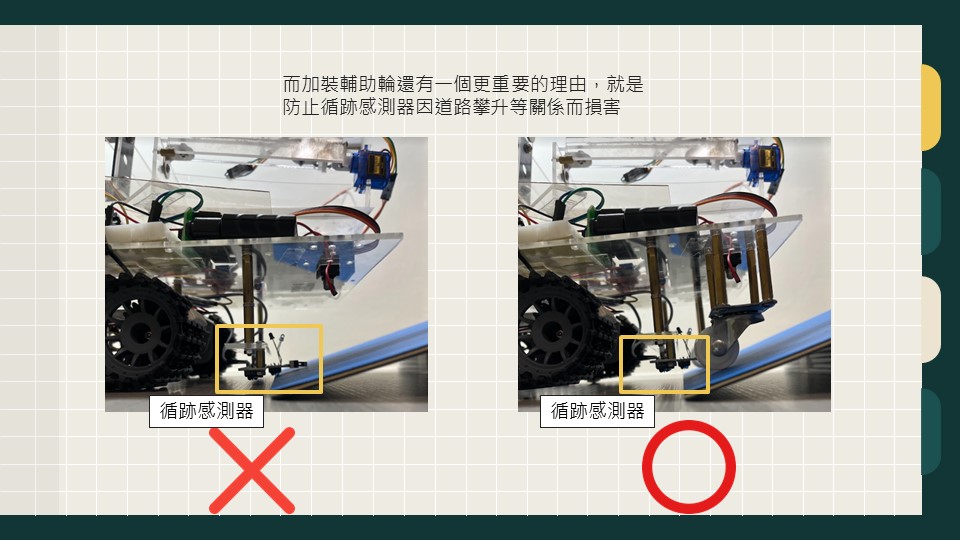 而加裝輔助輪還有一個更重要的理由，就是
防止循跡感測器因道路攀升等關係而損害
循跡感測器
循跡感測器